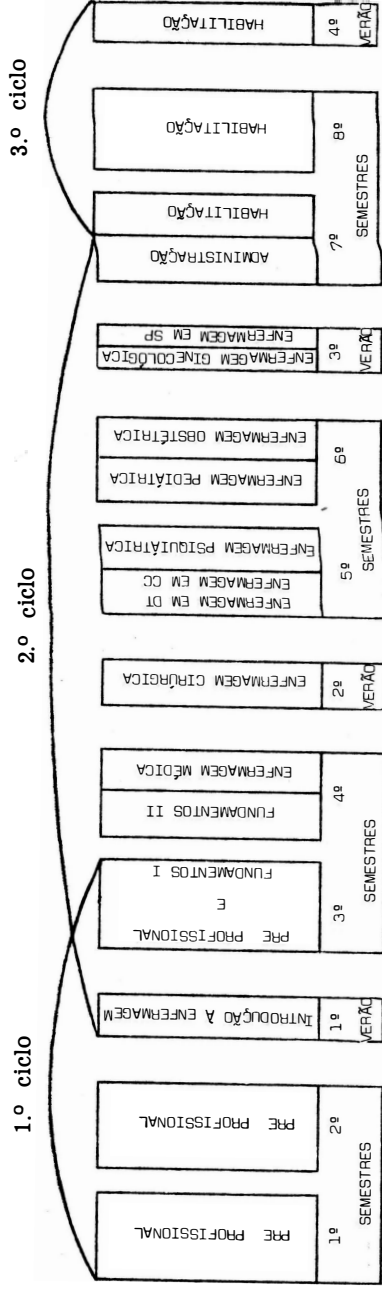 1.º ciclo
2.º ciclo
3.º ciclo
PRE PROFISSIONAL
PRE PROFISSIONAL
INTRODUÇÃO À ENFERMAGEM
PRE PROFISSIONAL
E
FUNDAMENTOS I
FUNDAMENTOS II
ENFERMAGEM MÉDICA
ENFERMAGEM CIRÚRGICA
ENFERMAGEM EM DT
ENFERMAGEM EM CC
ENFERMAGEM PSIQUIÁTRICA
ENFERMAGEM PEDIÁTRICA
ENFERMAGEM OBSTÉTRICA
ENFERMAGEM GINECOLÓGICA
ENFERMAGEM EM SP
ADMINISTRAÇÃO
HABILITAÇÃO
HABILITAÇÃO
HABILITAÇÃO
1º
2º
SEMESTRES
1º
VERÃO
3º
4º
SEMESTRES
2º
VERÃO
5º
6º
SEMESTRES
3º
VERÃO
7º
8º
SEMESTRES
4º
VERÃO